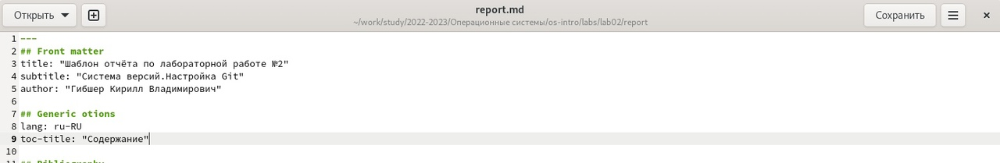 Открыть
report.md
~/work/study/2022-2023/Операционные системы/os-intro/labs/lab02/report
Сохранить
1 ---
2 ## Front matter
3 title: "Шаблон отчёта по лабораторной работе №2"
4 subtitle: "Система версий.Настройка Git"
5 author: "Гибшер Кирилл Владимирович"
6
7 ## Generic otions
8 lang: ru-RU
9 toc-title: "Содержание"
10
11 ## Bibliography